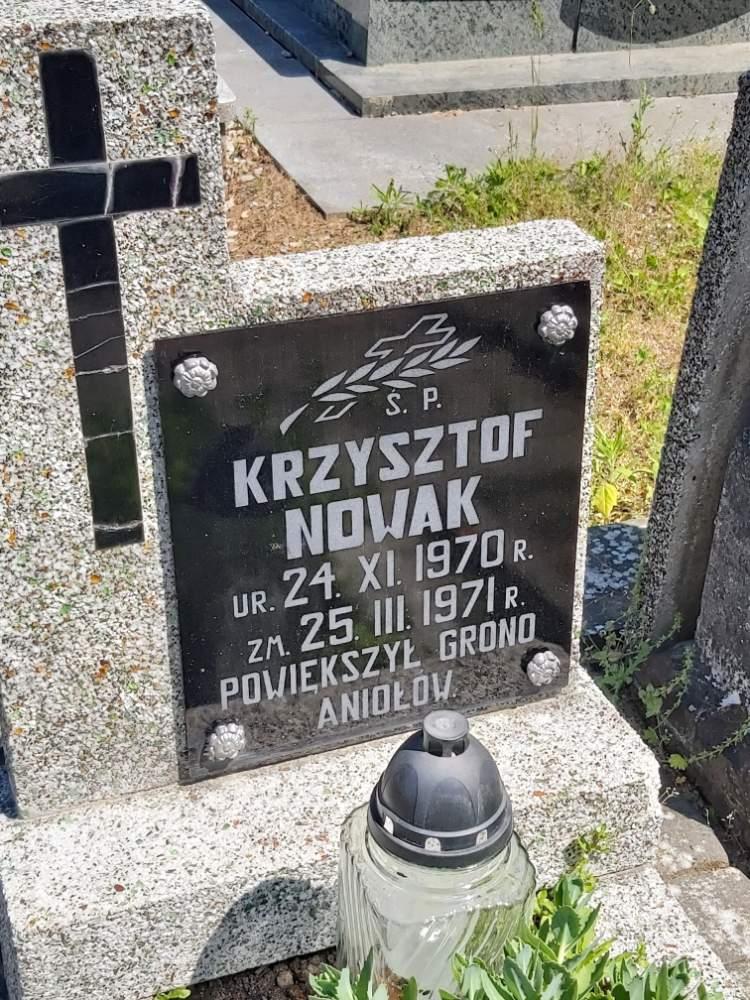 Ś. P.
KRZYSZTOF
NOWAK
UR. 24. XI. 1970 R.
ZM. 25. III. 1971 R.
POWIĘKSZYŁ GRONO
ANIOŁÓW.